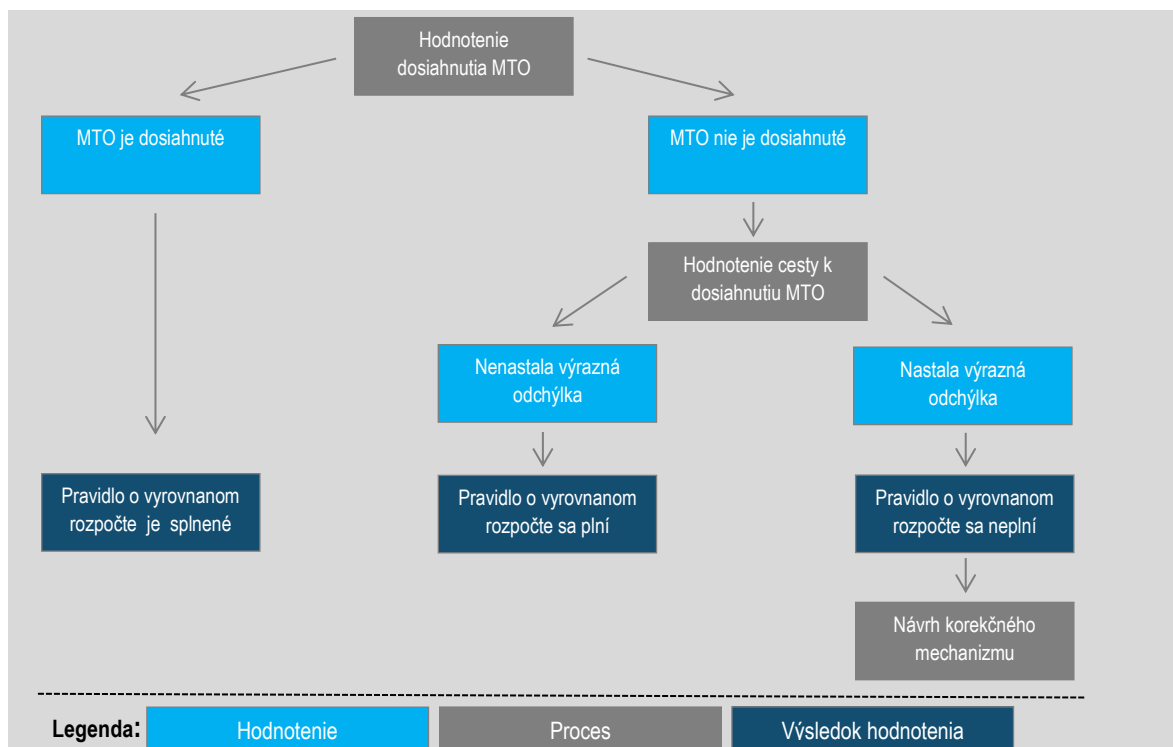 Hodnotenie
dosiahnutia MTO
MTO je dosiahnuté
MTO nie je dosiahnuté
Hodnotenie cesty k
dosiahnutiu MTO
Nenastala výrazná
odchýlka
Nastala výrazná
odchýlka
Pravidlo o vyrovnanom
rozpočte je splnené
Pravidlo o vyrovnanom
rozpočte sa plní
Pravidlo o vyrovnanom
rozpočte sa neplní
Návrh korekčného
mechanizmu
Legenda:
Hodnotenie
Proces
Výsledok hodnotenia